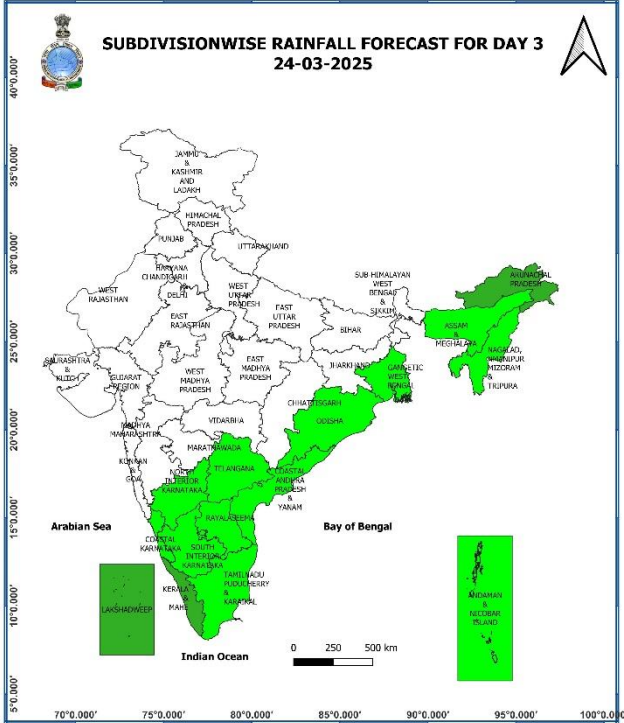 SUBDIVISIONWISE RAINFALL FORECAST FOR DAY 3
24-03-2025
40°0.000'
35°0.000'
30°0.000'
25°0.000'
20°0.000'
15°0.000'
10°0.000'
5°0.000'
JAMMU
&
KASHMIR
AND
LADAKH
HIMACHAL
PRADESH
PUNJAB
UTTARAKHAND
HARYANA
CHANDIGARH
&
DELHI
WEST
RAJASTHAN
WEST
UTTAR
PRADESH
EAST
RAJASTHAN
EAST
UTTAR
PRADESH
SUB HIMALAYAN
WEST
BENGAL
&
SIKKIM
ARUNACHAL
PRADESH
ASSAM
&
MEGHALAYA
NAGALAD,
MANIPUR
MIZORAM
&
TRIPURA
BIHAR
JHARKHAND
GANGETIC
WEST
BENGAL
SAURASHTRA
&
KUTCH
GUJARAT
REGION
WEST
MADHYA
PRADESH
EAST
MADHYA
PRADESH
CHHATTISGARH
ODISHA
VIDARBHA
MADHYA
MAHARASHTRA
MARATHAWADA
KONKAN
&
GOA
NORTH
INTERIOR
KARNATAKA
TELANGANA
COASTAL
ANDHRA
PRADESH
&
YANAM
RAYALASEEMA
Arabian Sea
Bay of Bengal
COASTAL
KARNATAKA
SOUTH
INTERIOR
KARNATAKA
TAMILNADU
PUDUCHERRY
&
KARAIKAL
KERALA
&
MAHE
LAKSHADWEEP
ANDAMAN
&
NICOBAR
ISLAND
Indian Ocean
0 250 500 km
70°0.000' 75°0.000' 80°0.000' 85°0.000' 90°0.000' 95°0.000' 100°0.000'